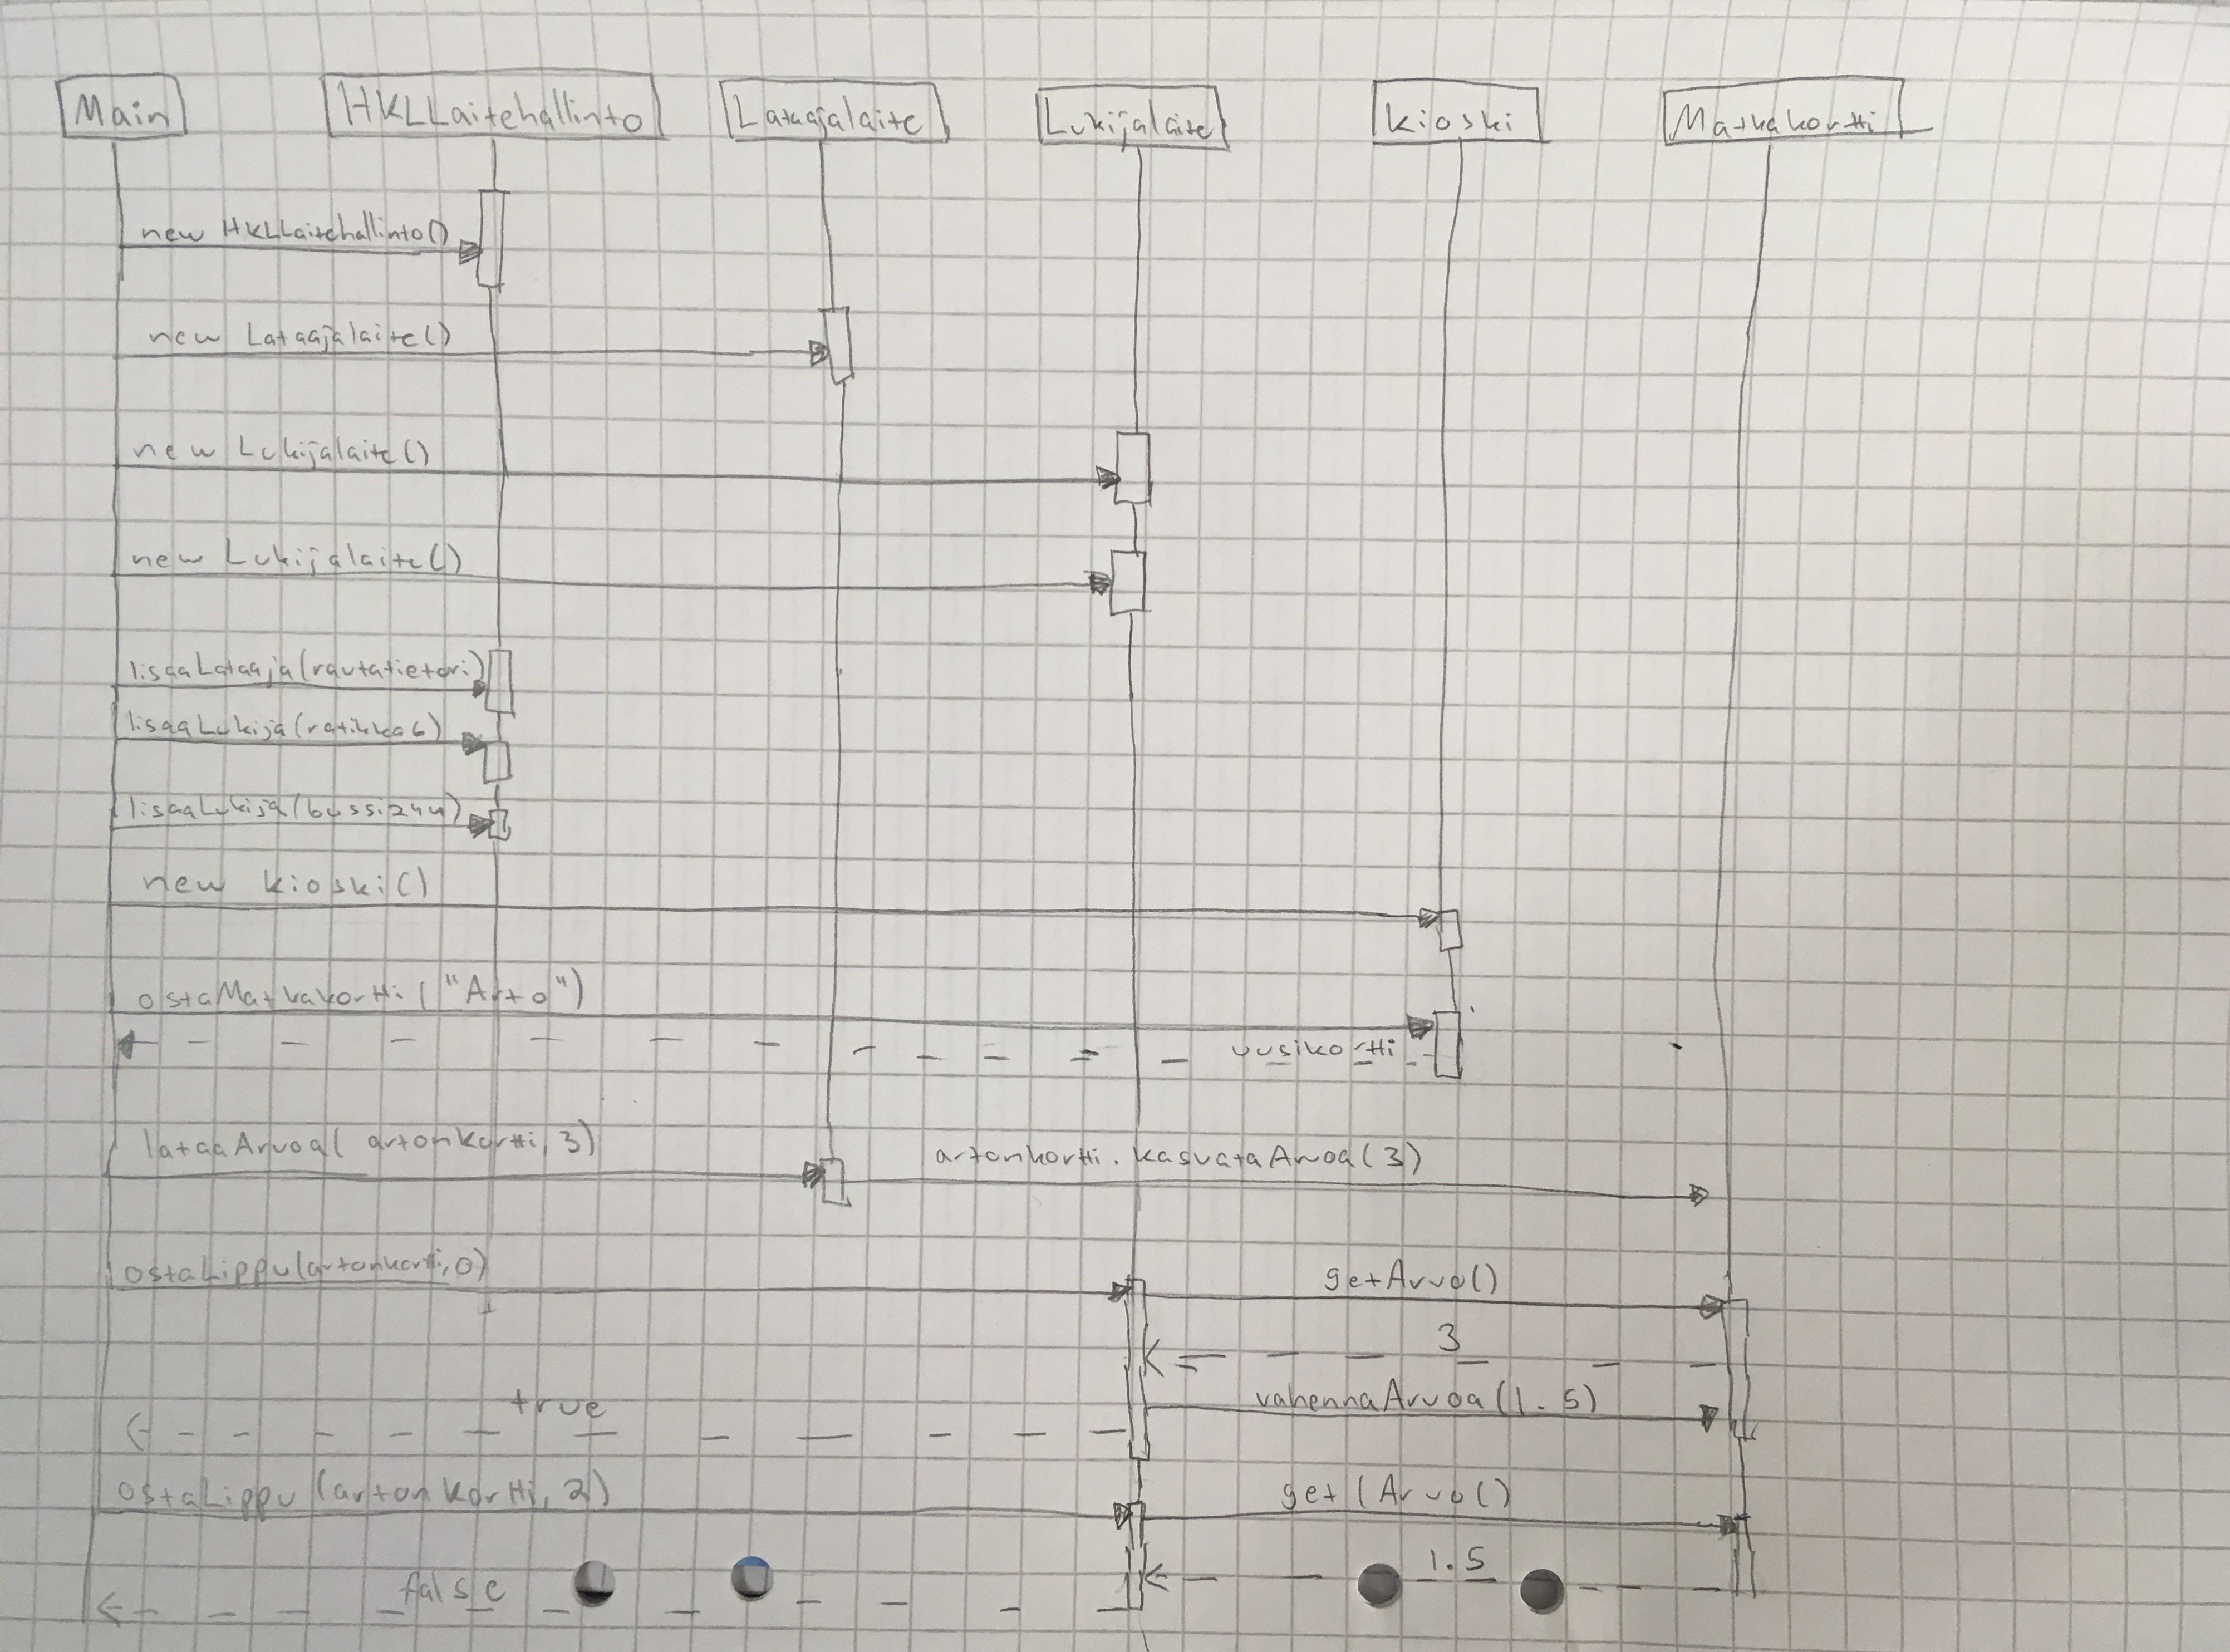 Main HKLLaitehallinto Lataajalaite Lukijalaite Kioski Matkakortti
new HKLLaitehallinto()
new Lataajalaite()
new Lukijalaite()
new Lukijalaite()
lisaaLataaja(rautatietori)
lisaaLukija(ratikka6)
lisaaLukija(bussi244)
new Kioski()
ostaMatkakortti("Arto")
uusikortti
lataaArvoa(artonKortti, 3) artonkortti.kasvataArvoa(3)
ostaLippu(artonkortti, 0) getArvo()
3
true vahennaArvoa(1.5)
ostaLippu(artonKortti, 2) get(Arvo()
false 1.5